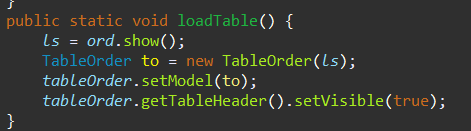 }
public static void loadTable() {
ls = ord.show();
TableOrder to = new TableOrder(ls);
tableOrder.setModel(to);
tableOrder.getTableHeader().setVisible(true);
}